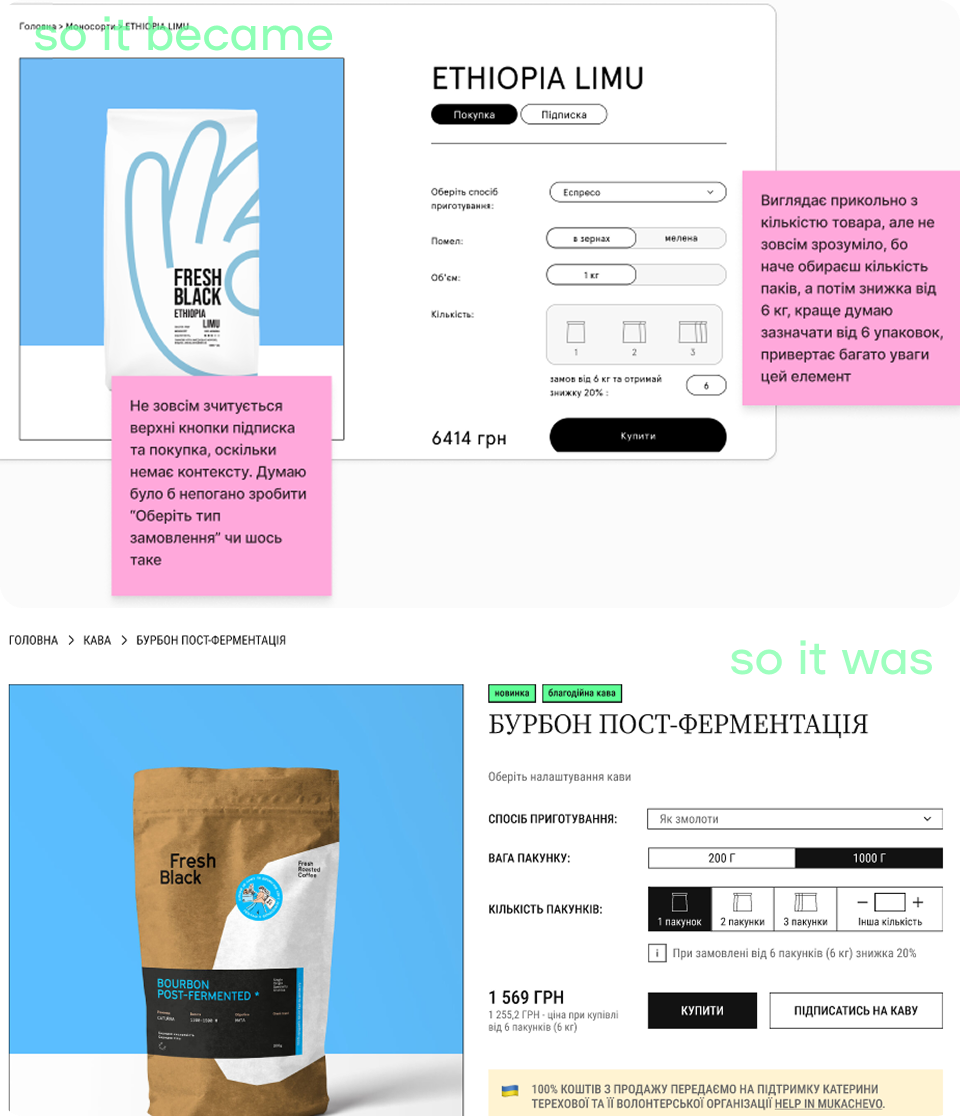 so it became
Головна > Моносорти > ETHIOPIA LIMU
ETHIOPIA LIMU
Покупка
Підписка
Оберіть спосіб
приготування:
Еспресо
Помел:
в зернах
мелена
Об'єм:
1 кг
Кількість:
1
2
3
замов від 6 кг та отримай
знижку 20% :
6
6414 грн
Купити
FRESH
BLACK
ETHIOPIA
LIMU
Виглядає прикольно з
кількістю товара, але не
зовсім зрозуміло, бо
наче обираєш кількість
паків, а потім знижка від
6 кг, краще думаю
зазначати від 6 упаковок,
привертає багато уваги
цей елемент
Не зовсім зчитується
верхні кнопки підписка
та покупка, оскільки
немає контексту. Думаю
було б непогано зробити
“Оберіть тип
замовлення” чи шось
таке
so it was
ГОЛОВНА > КАВА > БУРБОН ПОСТ-ФЕРМЕНТАЦІЯ
новинка
благодійна кава
БУРБОН ПОСТ-ФЕРМЕНТАЦІЯ
Оберіть налаштування кави
СПОСІБ ПРИГОТУВАННЯ:
Як змолоти
ВАГА ПАКУНКУ:
200 Г
1000 Г
КІЛЬКІСТЬ ПАКУНКІВ:
1 пакунок
2 пакунки
3 пакунки
− +
Інша кількість
i
При замовлені від 6 пакунків (6 кг) знижка 20%
1 569 ГРН
1 255,2 ГРН - ціна при купівлі
від 6 пакунків (6 кг)
КУПИТИ
ПІДПИСАТИСЬ НА КАВУ
100% КОШТІВ З ПРОДАЖУ ПЕРЕДАЄМО НА ПІДТРИМКУ КАТЕРИНИ
ТЕРЕХОВОЇ ТА ЇЇ ВОЛОНТЕРСЬКОЇ ОРГАНІЗАЦІЇ HELP IN MUKACHEVO.
Fresh
Black
Fresh
Roasted
Coffee
BOURBON
POST-FERMENTED *